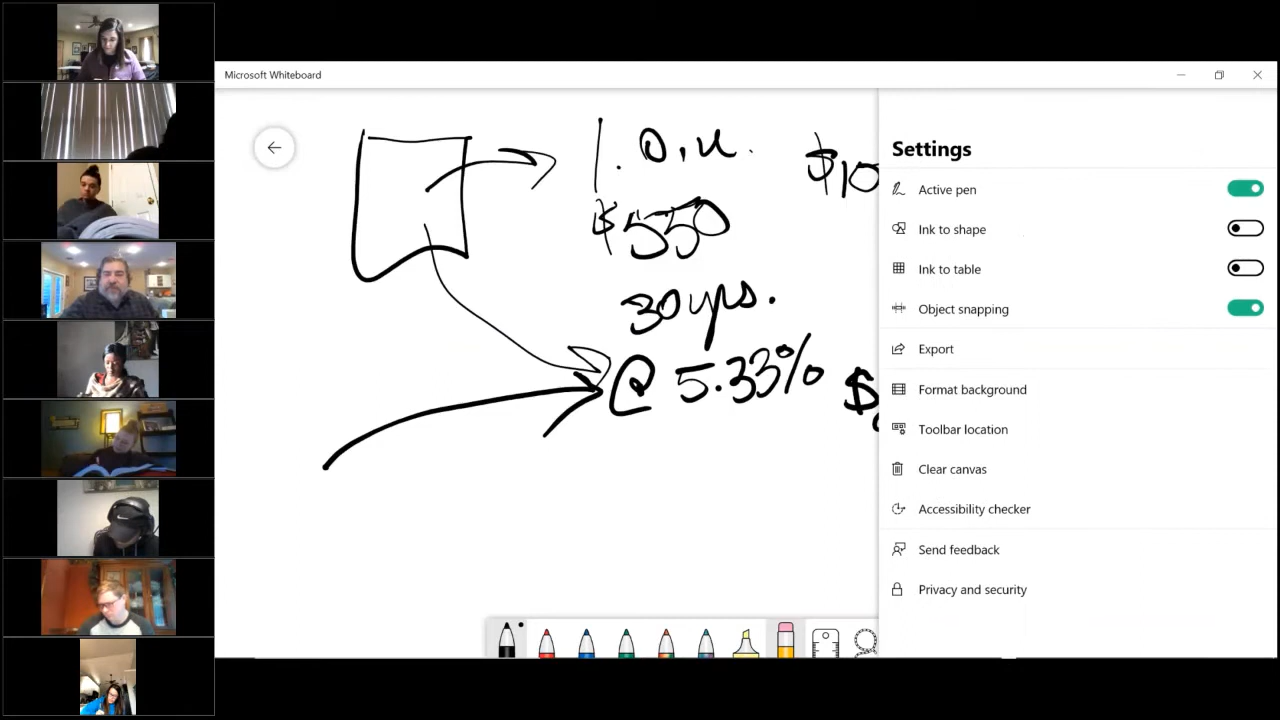 Microsoft Whiteboard
I.O.U. $10
$550
30 yrs.
@ 5.33% $
Settings
Active pen
Ink to shape
Ink to table
Object snapping
Export
Format background
Toolbar location
Clear canvas
Accessibility checker
Send feedback
Privacy and security